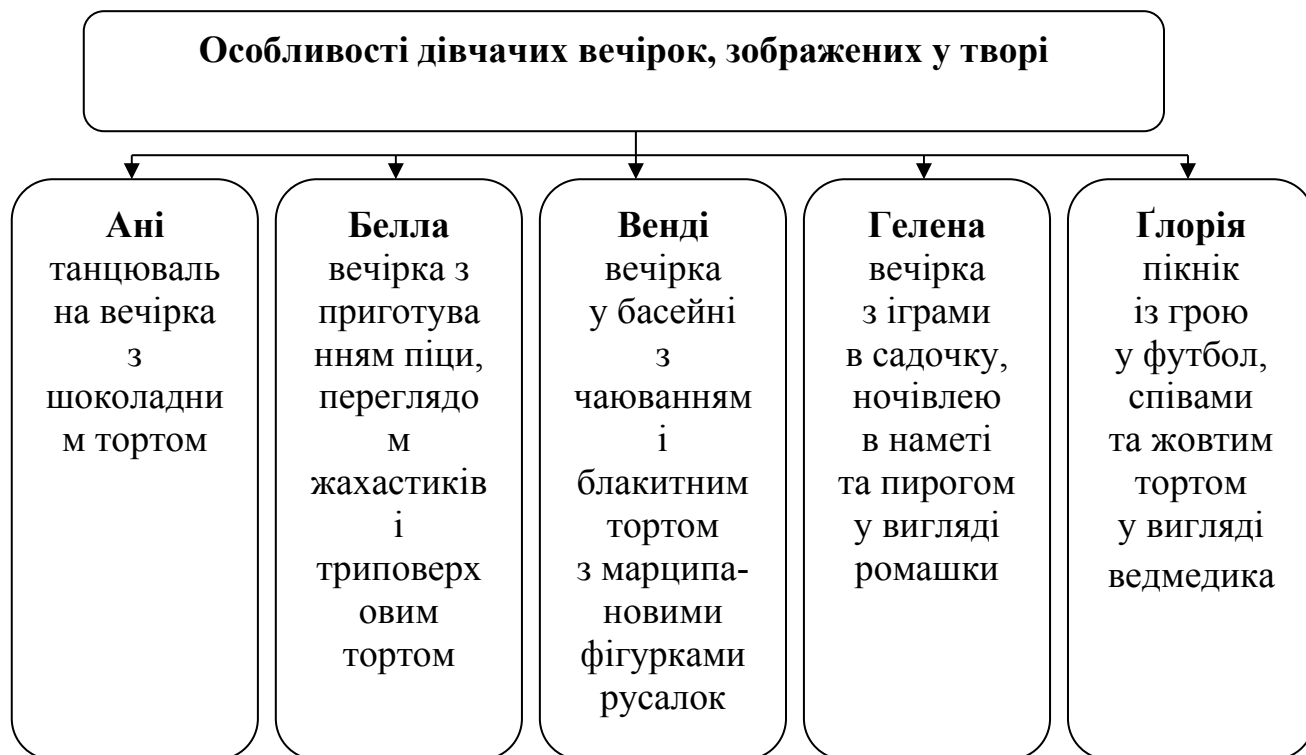 Особливості дівчачих вечірок, зображених у творі
Ані
танцюваль
на вечірка
з
шоколадни
м тортом
Белла
вечірка з
приготува
нням піци,
переглядо
м
жахастиків
і
триповерх
овим
тортом
Венді
вечірка
у басейні
з
чаюванням
і
блакитним
тортом
з марципа-
новими
фігурками
русалок
Гелена
вечірка
з іграми
в садочку,
ночівлею
в наметі
та пирогом
у вигляді
ромашки
Ґлорія
пікнік
із грою
у футбол,
співами
та жовтим
тортом
у вигляді
ведмедика